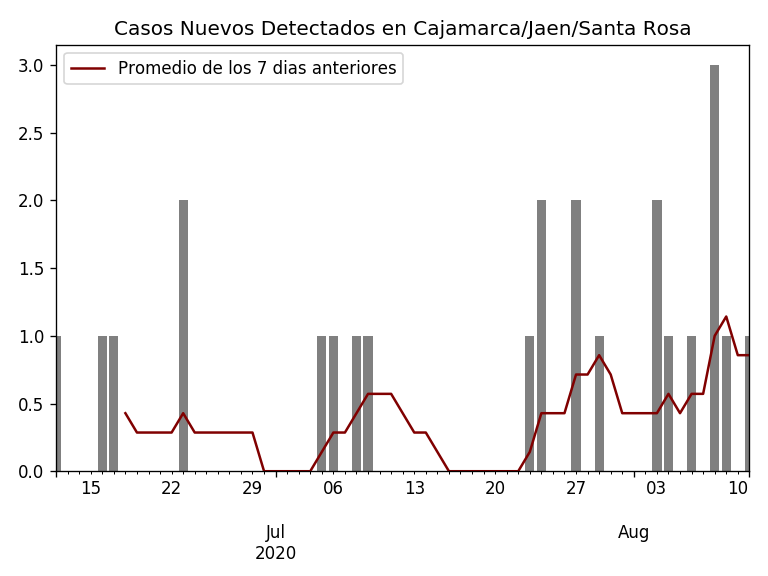 Casos Nuevos Detectados en Cajamarca/Jaen/Santa Rosa
Promedio de los 7 dias anteriores
3.0
2.5
2.0
1.5
1.0
0.5
0.0
15 22 29 06 13 20 27 03 10
Jul Aug
2020